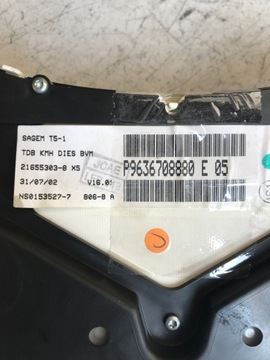 SAGEM T5-1
TDB KMH DIES BVM
21655303-8 X5
31/07/02 V16.0
NS0153527-7 806-8 A
P9636708880 E 05